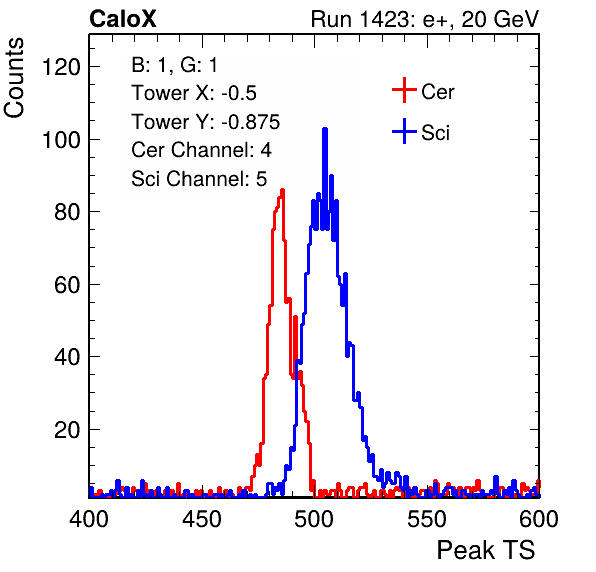 CaloX Run 1423: e+, 20 GeV
Counts
B: 1, G: 1
Tower X: -0.5
Tower Y: -0.875
Cer Channel: 4
Sci Channel: 5
Cer
Sci
120
100
80
60
40
20
400 450 500 550 600
Peak TS